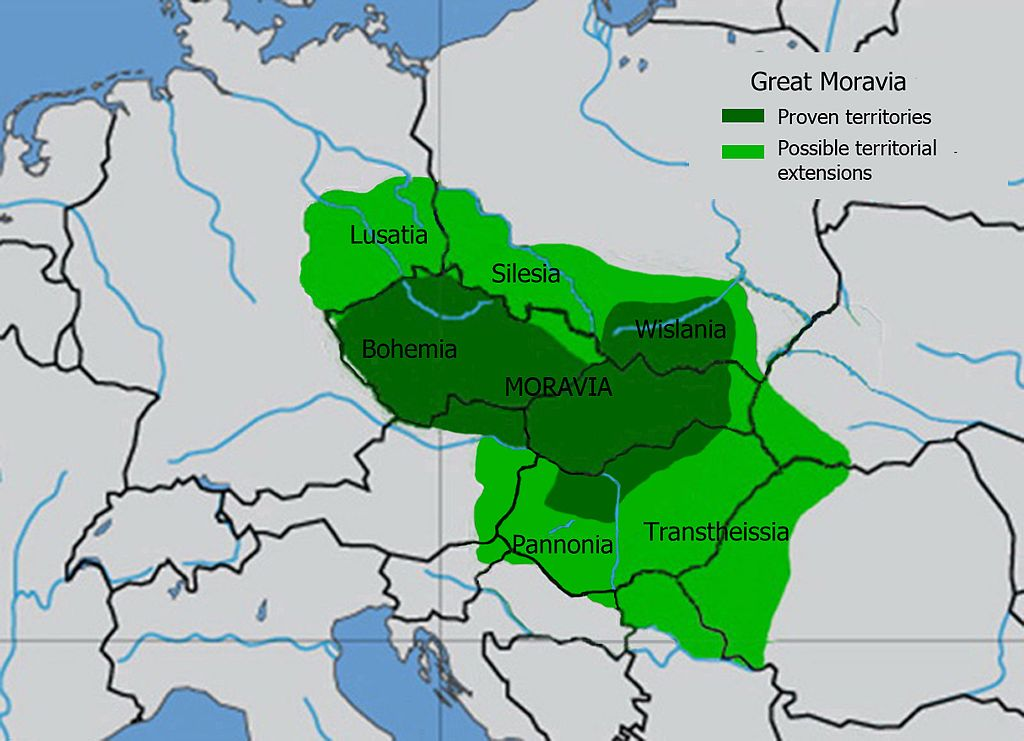 Great Moravia
Proven territories
Possible territorial
extensions
Lusatia
Silesia
Wislania
Bohemia
MORAVIA
Transtheissia
Pannonia